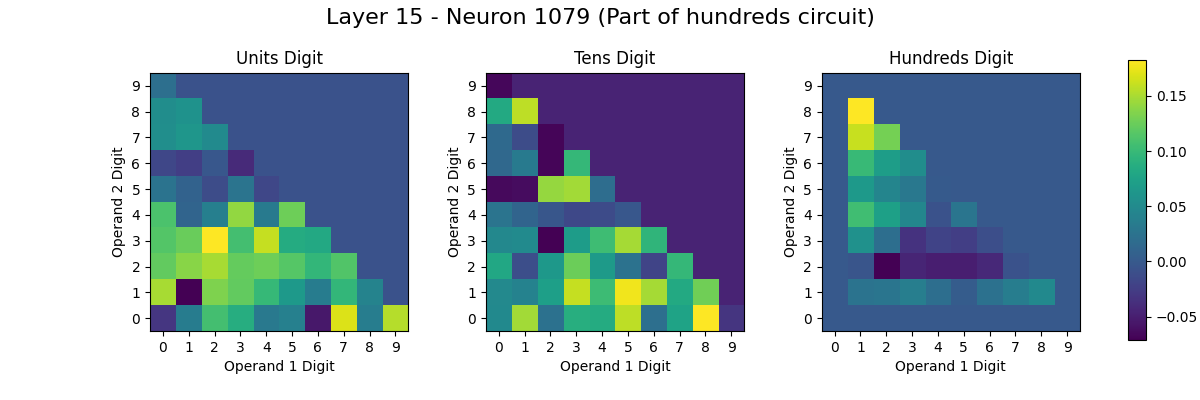 Layer 15 - Neuron 1079 (Part of hundreds circuit)
Units Digit
Tens Digit
Hundreds Digit
9
8
7
6
5
4
3
2
1
0
Operand 2 Digit
0 1 2 3 4 5 6 7 8 9
Operand 1 Digit
9
8
7
6
5
4
3
2
1
0
Operand 2 Digit
0 1 2 3 4 5 6 7 8 9
Operand 1 Digit
9
8
7
6
5
4
3
2
1
0
Operand 2 Digit
0 1 2 3 4 5 6 7 8 9
Operand 1 Digit
0.15
0.10
0.05
0.00
−0.05